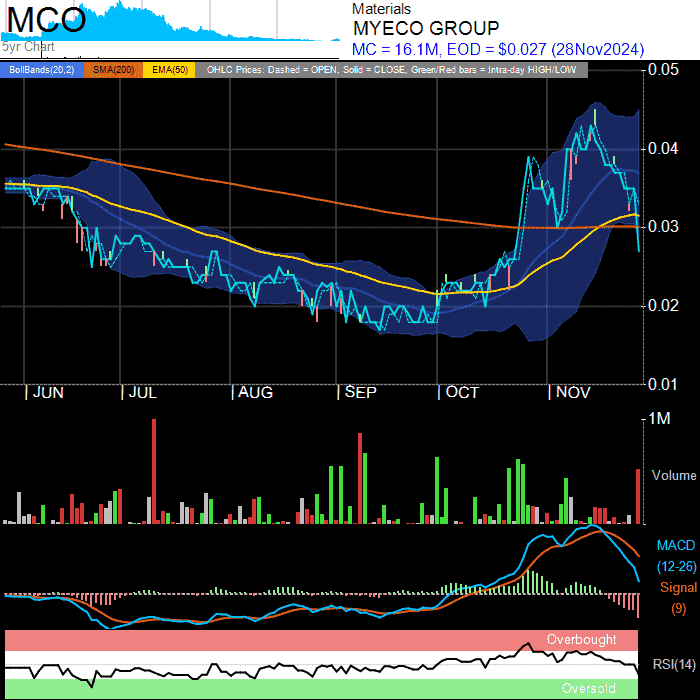 MCO
5yr Chart
Materials
MYECO GROUP
MC = 16.1M, EOD = $0.027 (28Nov2024)
BollBands(20,2) SMA(200) EMA(50) OHLC Prices: Dashed = OPEN, Solid = CLOSE, Green/Red bars = Intra-day HIGH/LOW
0.05
0.04
0.03
0.02
0.01
JUN JUL AUG SEP OCT NOV
1M
Volume
MACD
(12-26)
Signal
(9)
Overbought
RSI(14)
Oversold